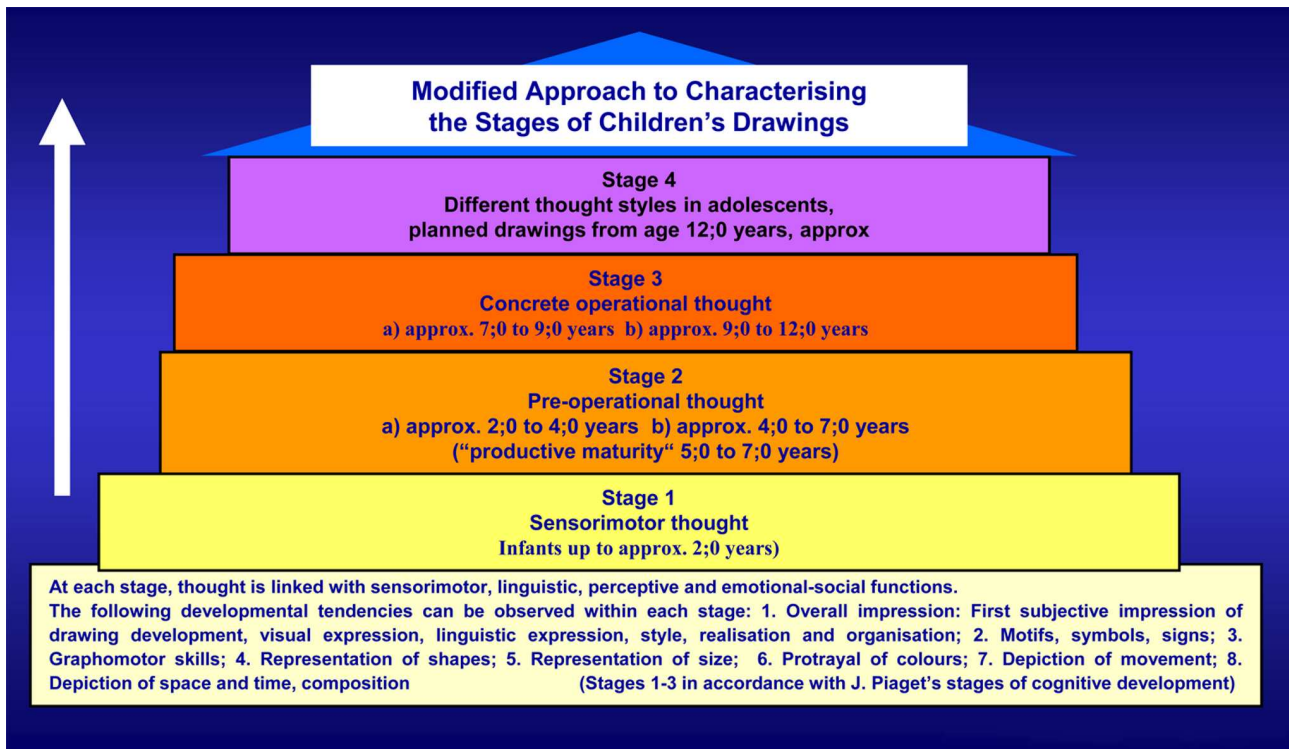 Modified Approach to Characterising
the Stages of Children’s Drawings
Stage 4
Different thought styles in adolescents,
planned drawings from age 12;0 years, approx
Stage 3
Concrete operational thought
a) approx. 7;0 to 9;0 years b) approx. 9;0 to 12;0 years
Stage 2
Pre-operational thought
a) approx. 2;0 to 4;0 years b) approx. 4;0 to 7;0 years
(“productive maturity“ 5;0 to 7;0 years)
Stage 1
Sensorimotor thought
Infants up to approx. 2;0 years)
At each stage, thought is linked with sensorimotor, linguistic, perceptive and emotional-social functions.
The following developmental tendencies can be observed within each stage: 1. Overall impression: First subjective impression of
drawing development, visual expression, linguistic expression, style, realisation and organisation; 2. Motifs, symbols, signs; 3.
Graphomotor skills; 4. Representation of shapes; 5. Representation of size; 6. Protrayal of colours; 7. Depiction of movement; 8.
Depiction of space and time, composition (Stages 1-3 in accordance with J. Piaget’s stages of cognitive development)